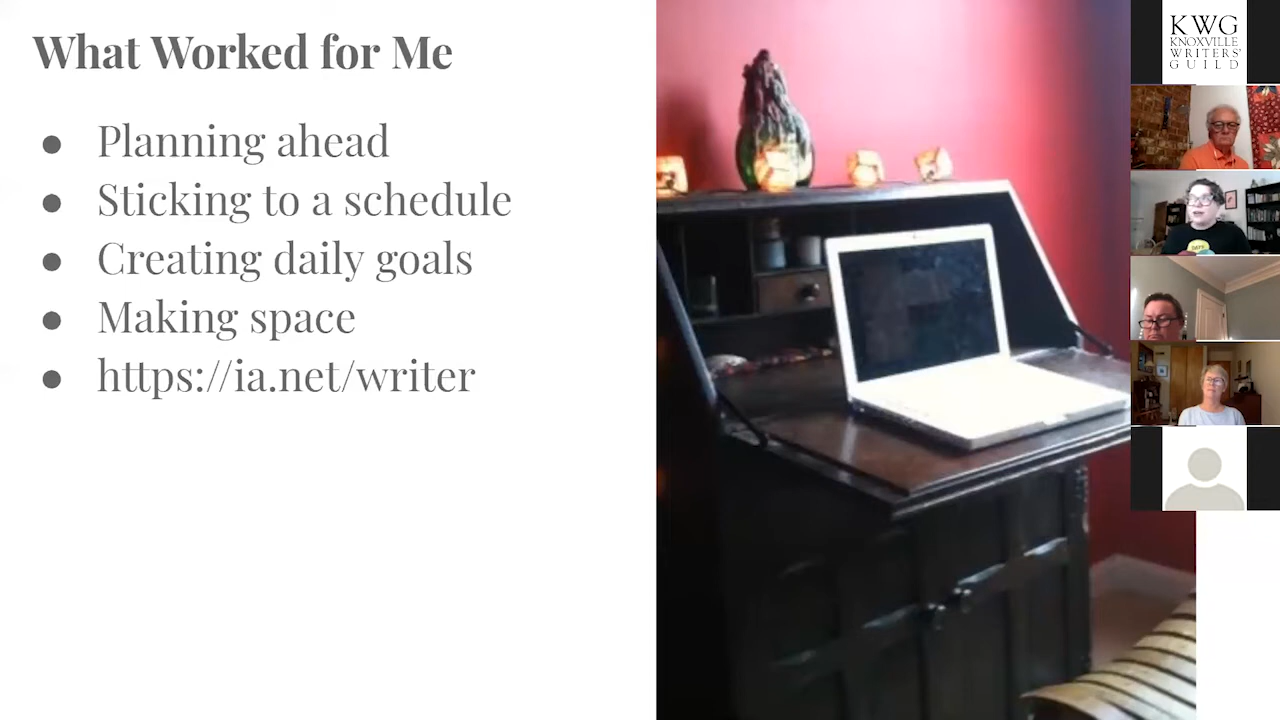 What Worked for Me
● Planning ahead
● Sticking to a schedule
● Creating daily goals
● Making space
● https://ia.net/writer
KWG
KNOXVILLE
WRITERS'
GUILD